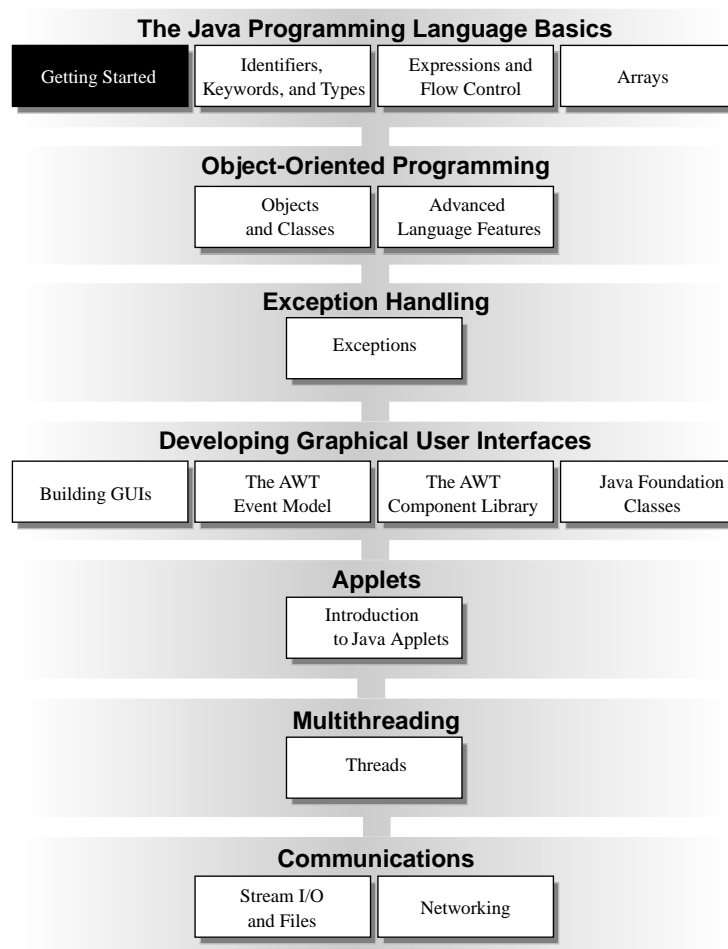 The Java Programming Language Basics
Getting Started
Identifiers,
Keywords, and Types
Expressions and
Flow Control
Arrays
Object-Oriented Programming
Objects
and Classes
Advanced
Language Features
Exception Handling
Exceptions
Developing Graphical User Interfaces
Building GUIs
The AWT
Event Model
The AWT
Component Library
Java Foundation
Classes
Applets
Introduction
to Java Applets
Multithreading
Threads
Communications
Stream I/O
and Files
Networking